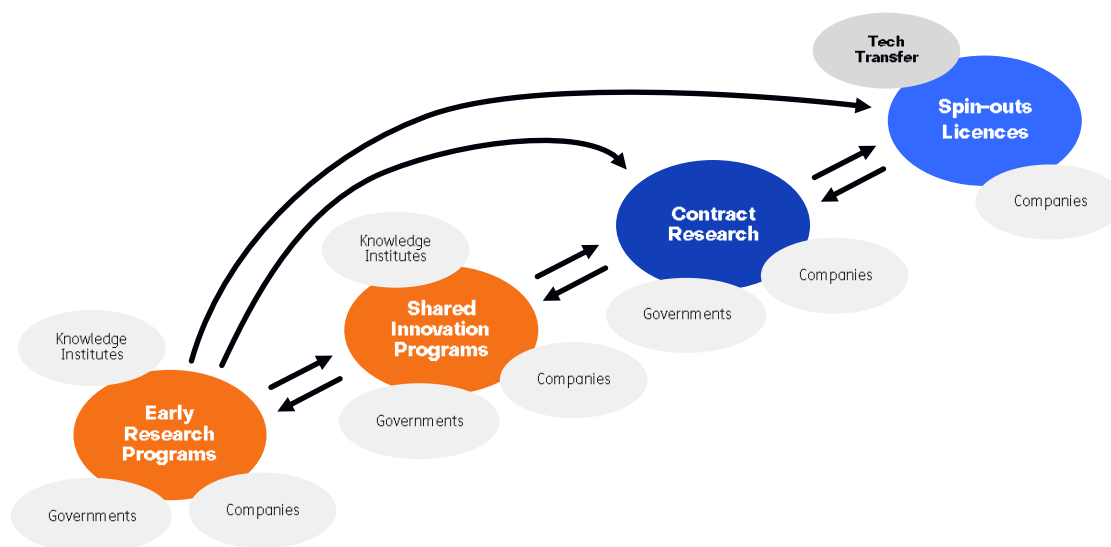 Tech
Transfer
Spin-outs
Licences
Companies
Contract
Research
Companies
Governments
Knowledge
Institutes
Shared
Innovation
Programs
Companies
Governments
Knowledge
Institutes
Early
Research
Programs
Governments
Companies